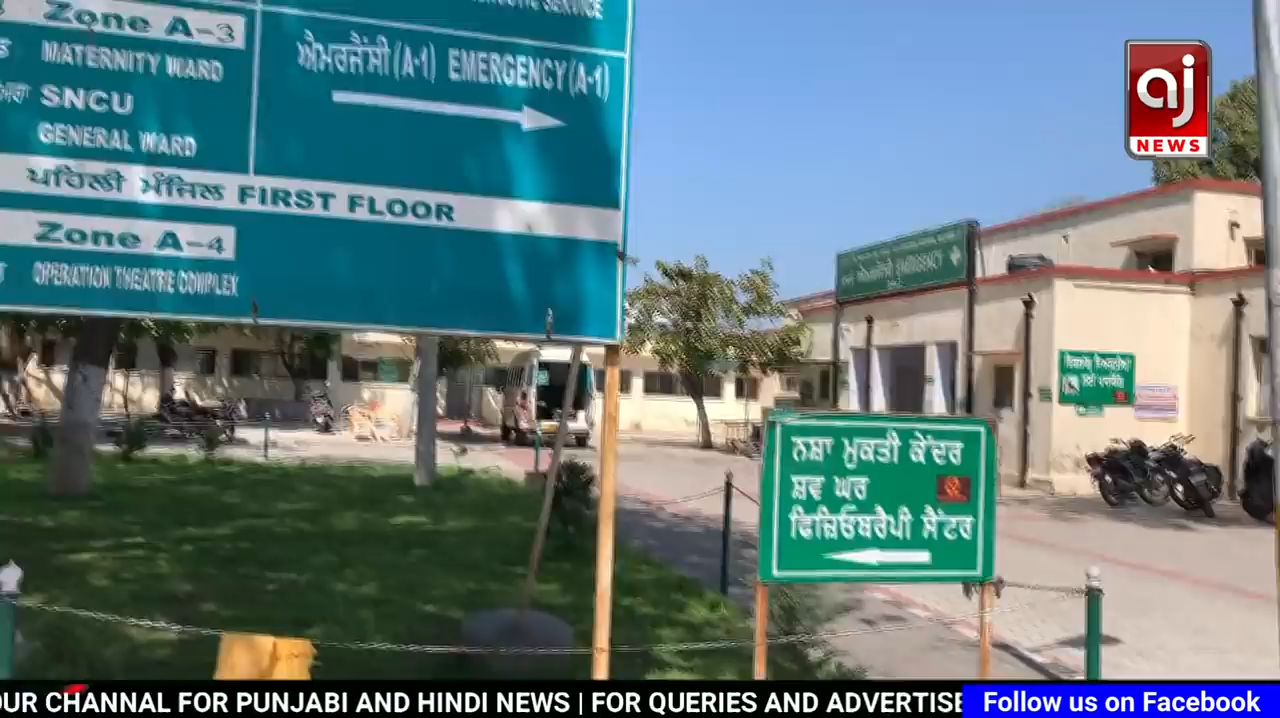 Zone A-3
MATERNITY WARD
SNCU
GENERAL WARD
SERVICE
ਐਮਰਜੈਂਸੀ (A-1) EMERGENCY (A-1)
ਪਹਿਲੀ ਮੰਜਿਲ FIRST FLOOR
Zone A-4
OPERATION THEATRE COMPLEX
aj
NEWS
EMERGENCY
ਨਸ਼ਾ ਮੁਕਤੀ ਕੇਂਦਰ
ਸ਼ਵ ਘਰ
ਫਿਜ਼ਿਓਥਰੈਪੀ ਸੈਂਟਰ
OUR CHANNAL FOR PUNJABI AND HINDI NEWS | FOR QUERIES AND ADVERTISE
Follow us on Facebook